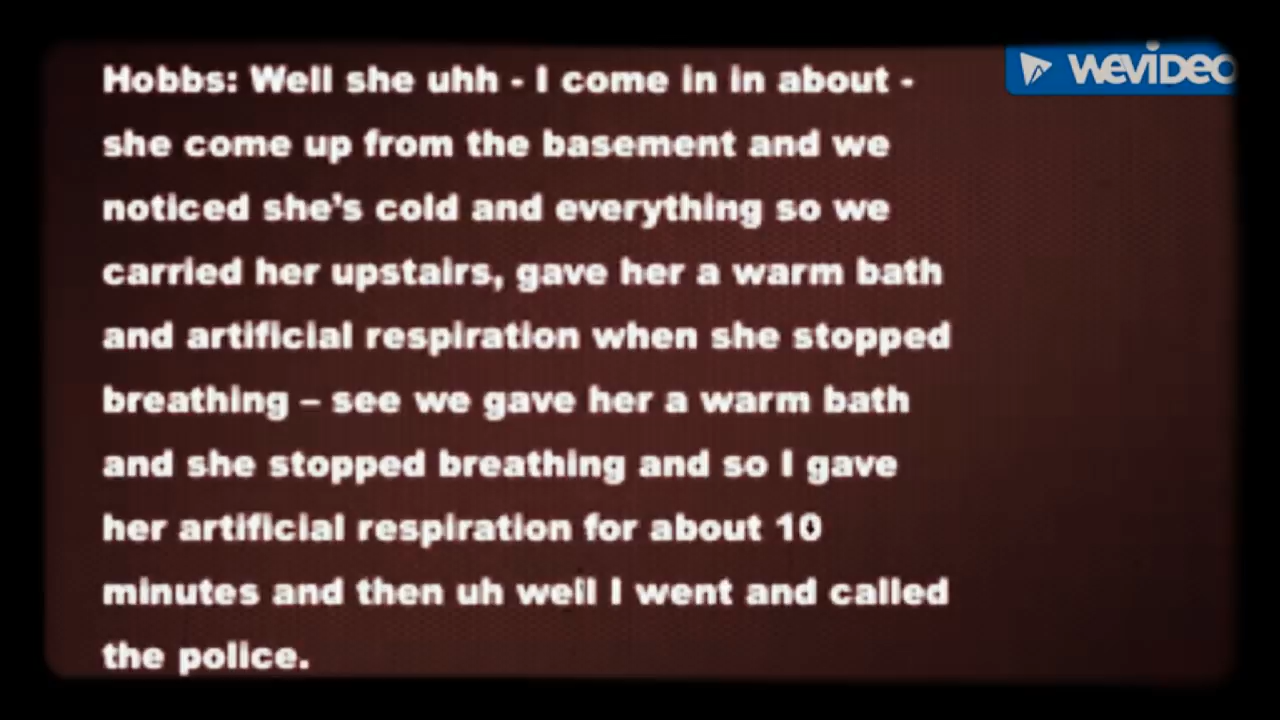 Hobbs: Well she uhh - I come in in about -
WEVIDEO
she come up from the basement and we
noticed she's cold and everything so we
carried her upstairs, gave her a warm bath
and artificial respiration when she stopped
breathing – see we gave her a warm bath
and she stopped breathing and so I gave
her artificial respiration for about 10
minutes and then uh well I went and called
the police.